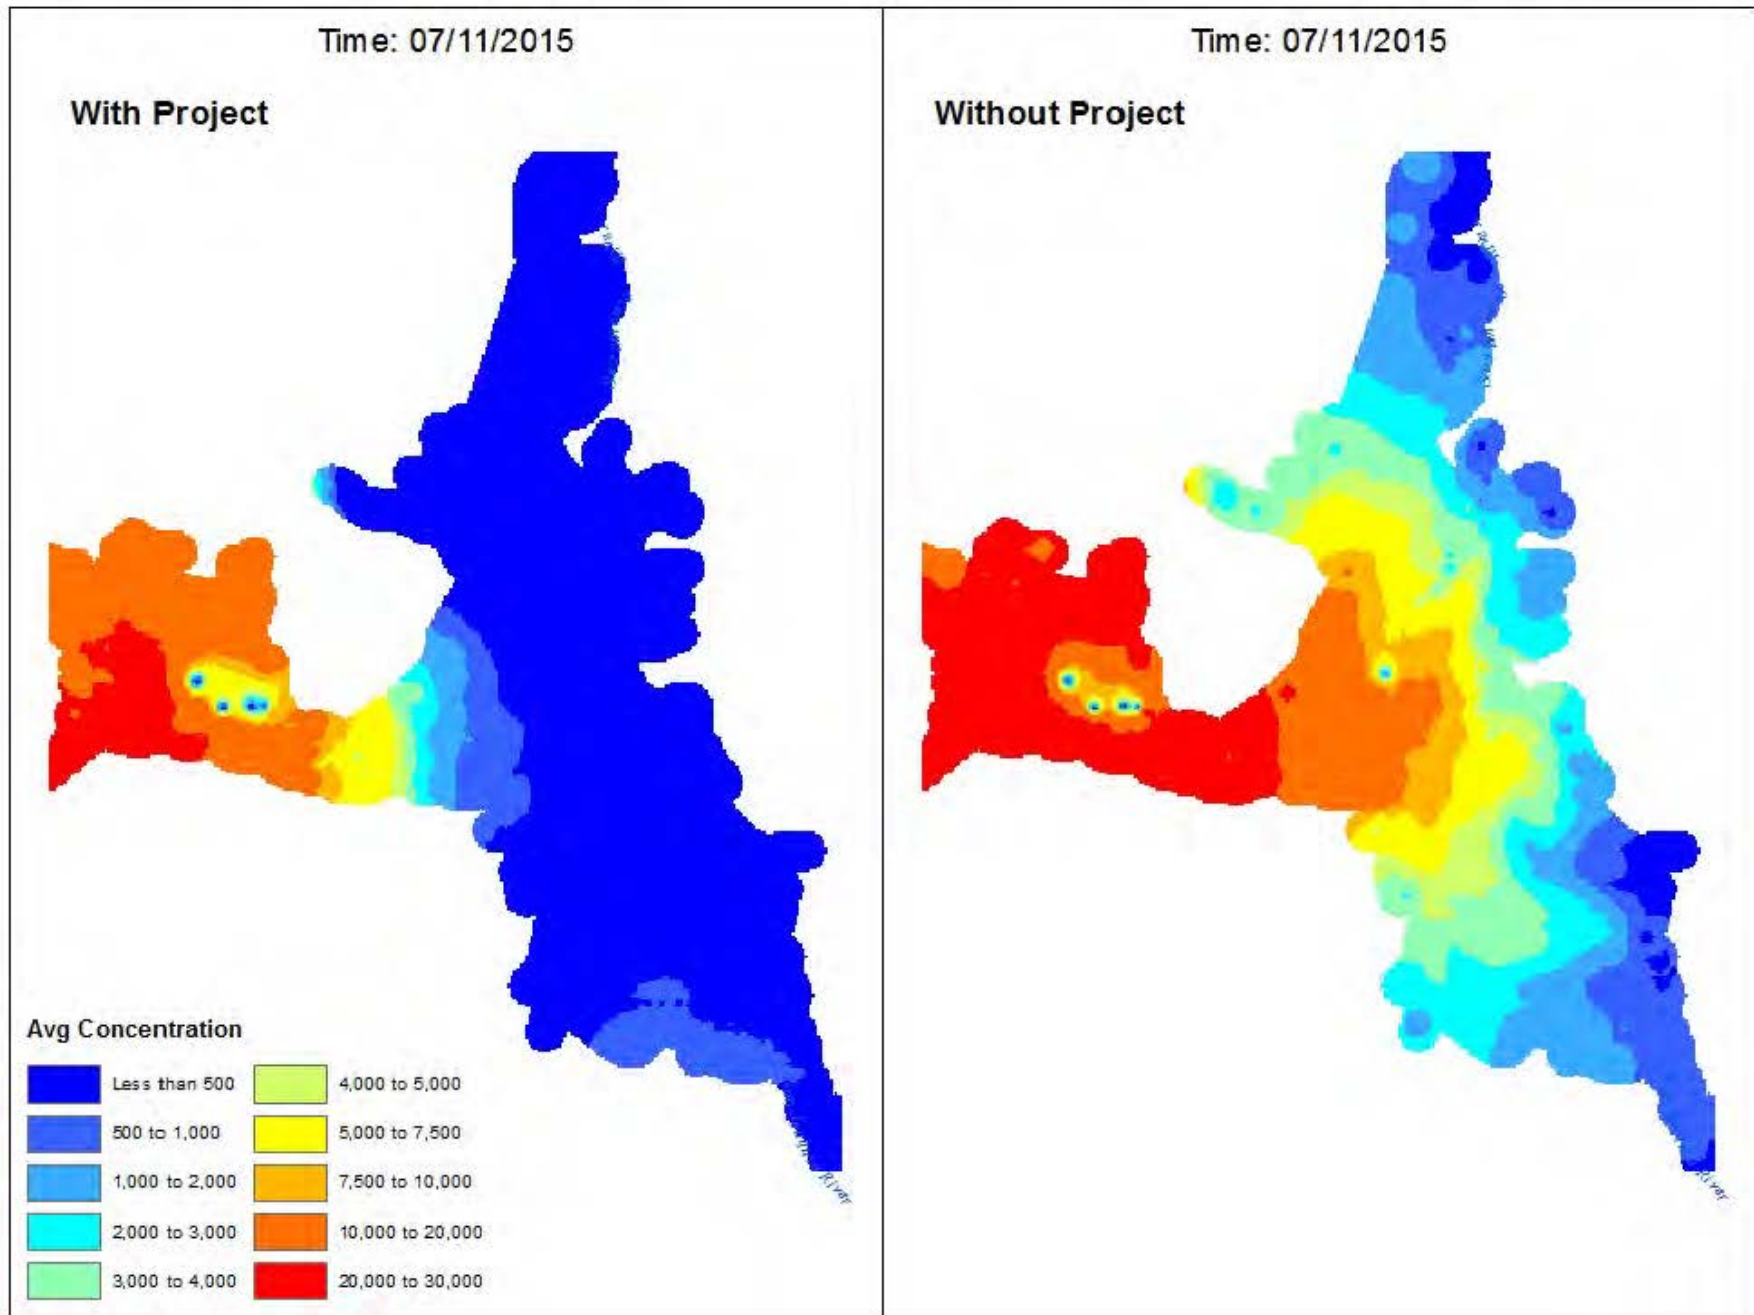 Time: 07/11/2015
With Project
Time: 07/11/2015
Without Project
Avg Concentration
Less than 500
500 to 1,000
1,000 to 2,000
2,000 to 3,000
3,000 to 4,000
4,000 to 5,000
5,000 to 7,500
7,500 to 10,000
10,000 to 20,000
20,000 to 30,000
River
River